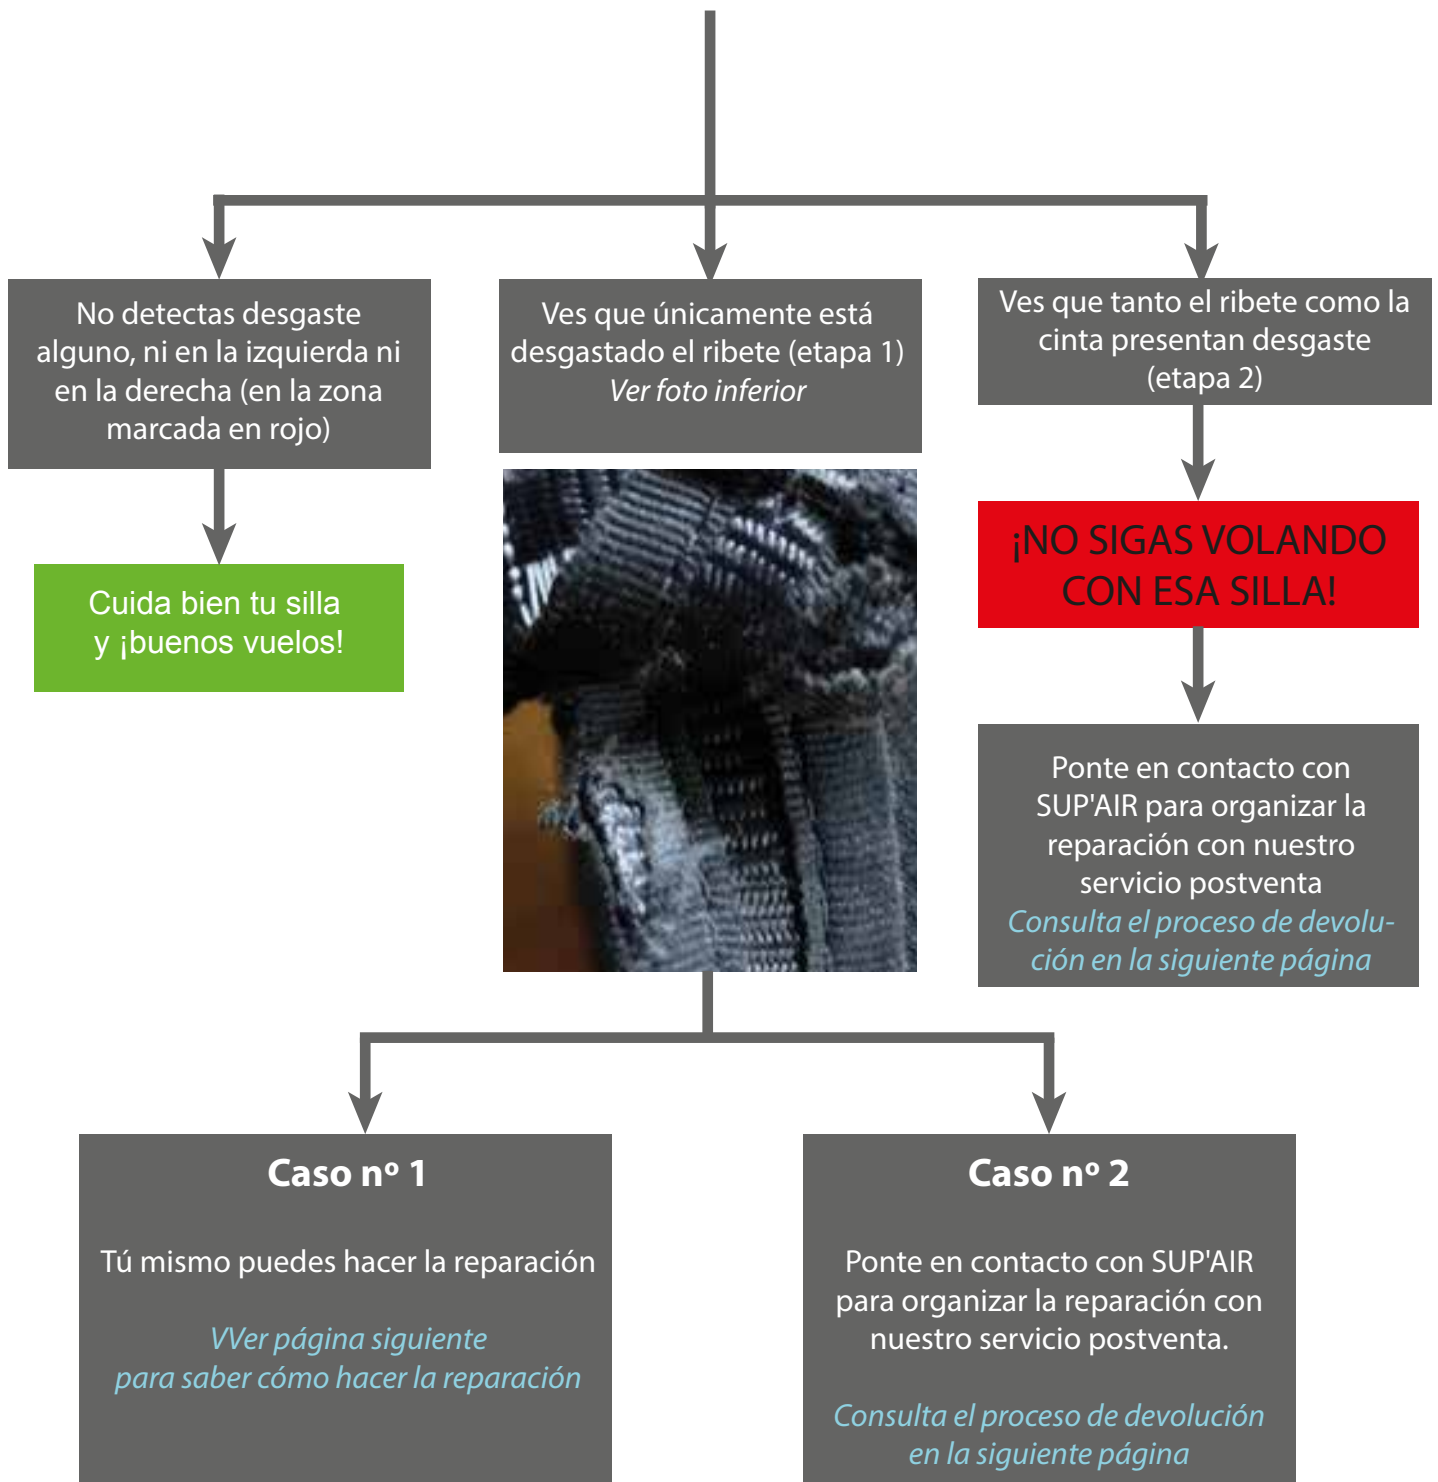 No detectas desgaste
alguno, ni en la izquierda ni
en la derecha (en la zona
marcada en rojo)
Cuida bien tu silla
y ¡buenos vuelos!
Ves que únicamente está
desgastado el ribete (etapa 1)
Ver foto inferior
Ves que tanto el ribete como la
cinta presentan desgaste
(etapa 2)
¡NO SIGAS VOLANDO
CON ESA SILLA!
Ponte en contacto con
SUP'AIR para organizar la
reparación con nuestro
servicio postventa
Consulta el proceso de devolu-
ción en la siguiente página
Caso nº 1
Tú mismo puedes hacer la reparación
VVer página siguiente
para saber cómo hacer la reparación
Caso nº 2
Ponte en contacto con SUP'AIR
para organizar la reparación con
nuestro servicio postventa.
Consulta el proceso de devolución
en la siguiente página